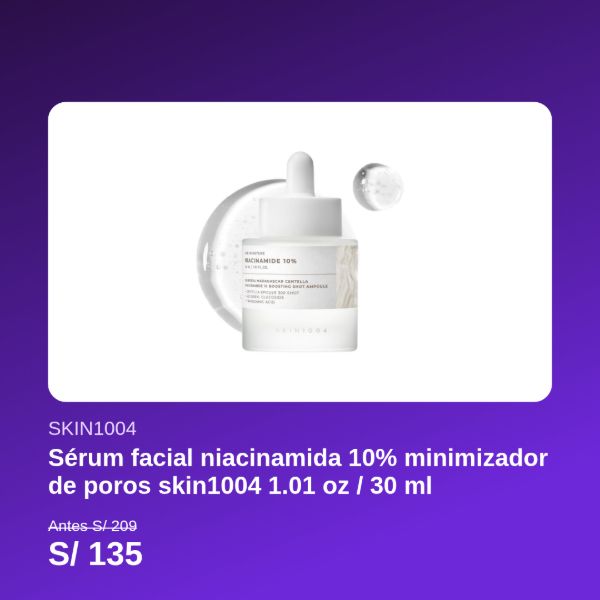 NIACINAMIDE 10%
SKIN1004
SKIN1004
Sérum facial niacinamida 10% minimizador
de poros skin1004 1.01 oz / 30 ml
Antes S/ 209
S/ 135